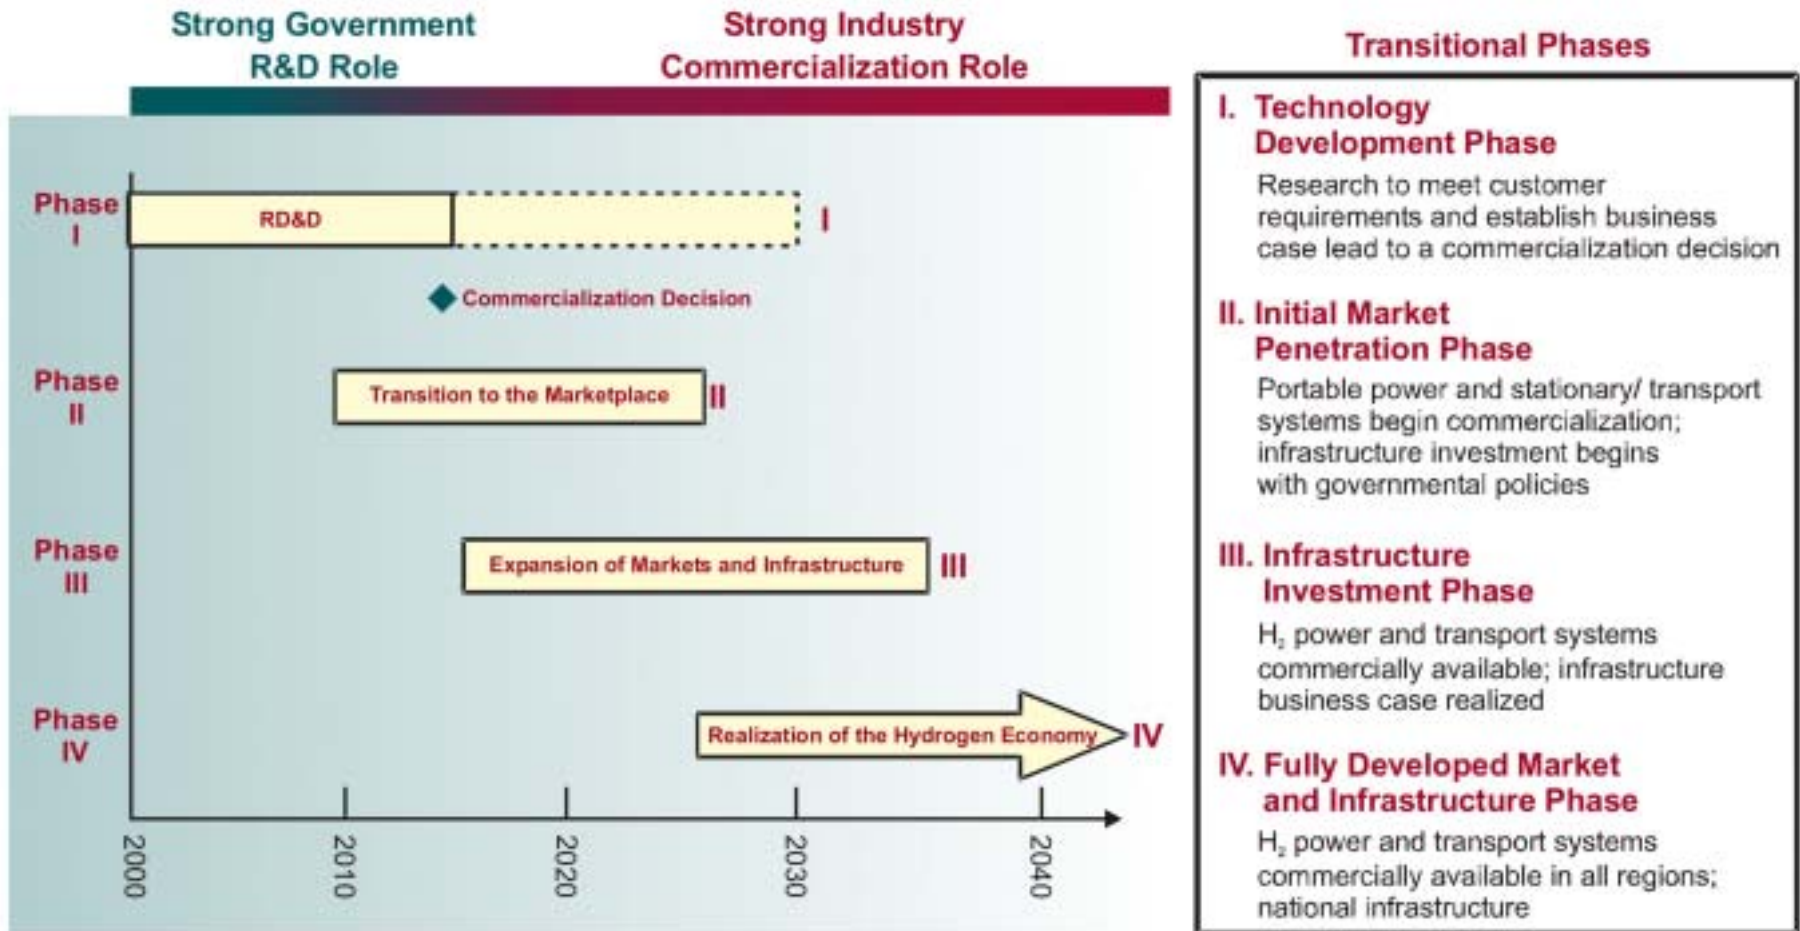 Strong Government
R&D Role
Strong Industry
Commercialization Role
Phase
I
RD&D
I
Commercialization Decision
Phase
II
Transition to the Marketplace
II
Phase
III
Expansion of Markets and Infrastructure
III
Phase
IV
Realization of the Hydrogen Economy
IV
2000
2010
2020
2030
2040
Transitional Phases
I. Technology
Development Phase
Research to meet customer
requirements and establish business
case lead to a commercialization decision
II. Initial Market
Penetration Phase
Portable power and stationary/ transport
systems begin commercialization;
infrastructure investment begins
with governmental policies
III. Infrastructure
Investment Phase
H₂ power and transport systems
commercially available; infrastructure
business case realized
IV. Fully Developed Market
and Infrastructure Phase
H₂ power and transport systems
commercially available in all regions;
national infrastructure